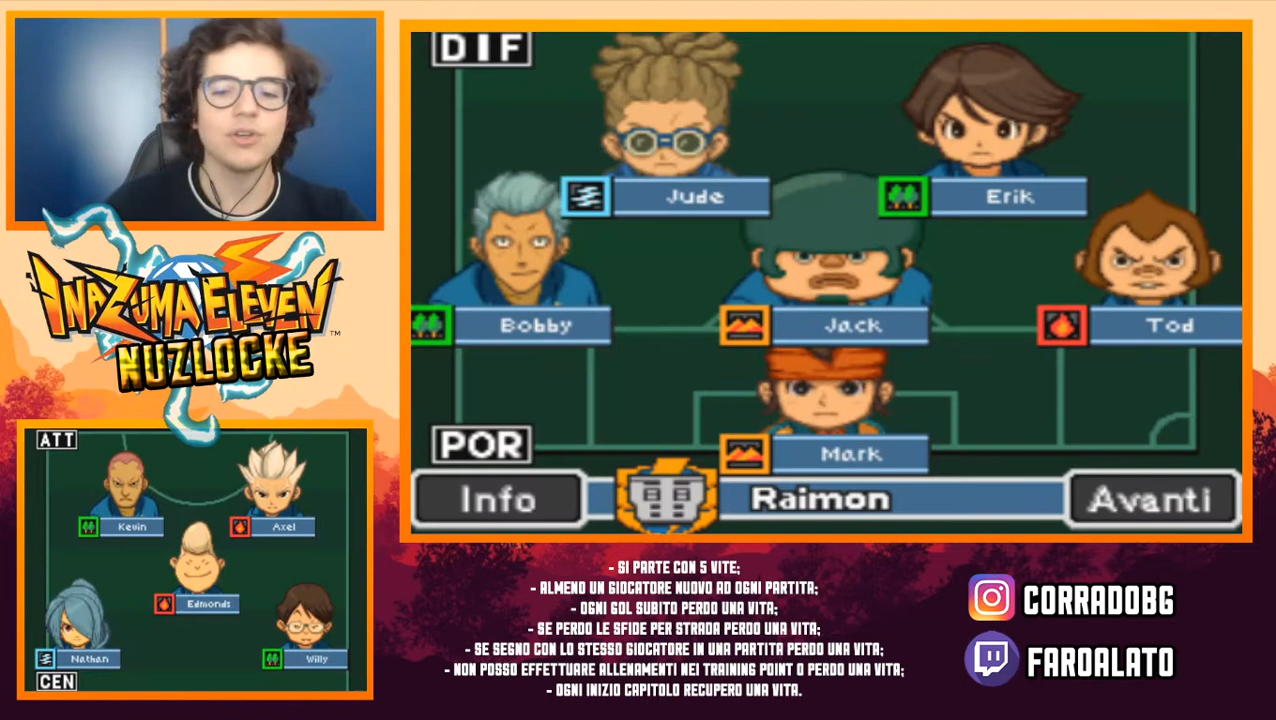 DIF
Jude
Erik
Bobby
Jack
Tod
POR
Mark
Info
Raimon
Avanti
INAZUMA ELEVEN™
NUZLOCKE
ATT
Kevin
Axel
Edmonds
Nathan
Willy
CEN
- SI PARTE CON 5 VITE;
- ALMENO UN GIOCATORE NUOVO AD OGNI PARTITA;
- OGNI GOL SUBITO PERDO UNA VITA;
- SE PERDO LE SFIDE PER STRADA PERDO UNA VITA;
- SE SEGNO CON LO STESSO GIOCATORE IN UNA PARTITA PERDO UNA VITA;
- NON POSSO EFFETTUARE ALLENAMENTI NEI TRAINING POINT O PERDO UNA VITA;
- OGNI INIZIO CAPITOLO RECUPERO UNA VITA.
CORRADOBG
FAROALATO